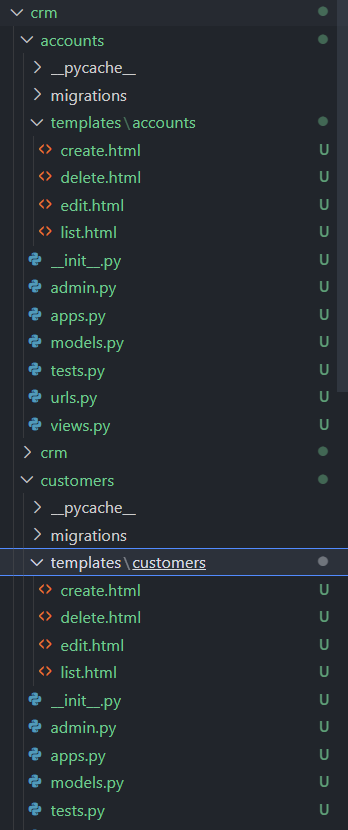 crm
accounts
__pycache__
migrations
templates\accounts
create.html U
delete.html U
edit.html U
list.html U
__init__.py U
admin.py U
apps.py U
models.py U
tests.py U
urls.py U
views.py U
crm
customers
__pycache__
migrations
templates\customers
create.html U
delete.html U
edit.html U
list.html U
__init__.py U
admin.py U
apps.py U
models.py U
tests.py U